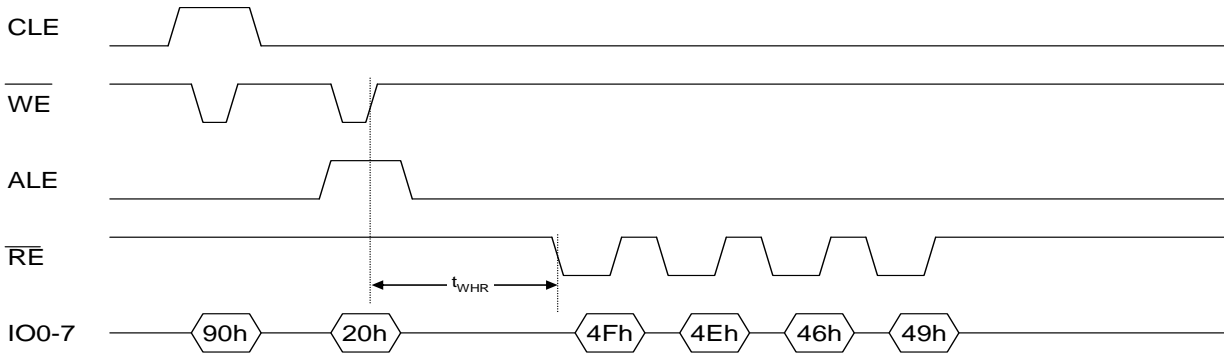 CLE
WE
ALE
RE
tWHR
IO0-7 90h 20h 4Fh 4Eh 46h 49h